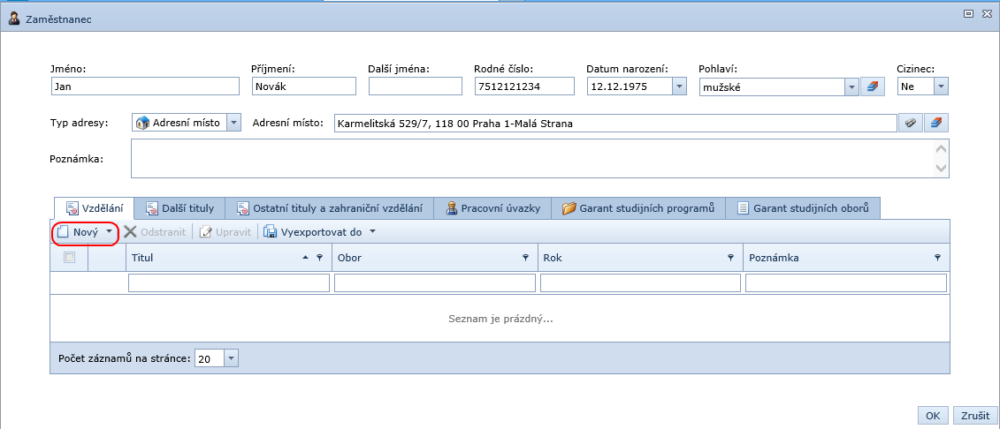 Zaměstnanec
Jméno: Příjmení: Další jména: Rodné číslo: Datum narození: Pohlaví: Cizinec:
Jan Novák 7512121234 12.12.1975 mužské Ne
Typ adresy: Adresní místo Adresní místo: Karmelitská 529/7, 118 00 Praha 1-Malá Strana
Poznámka:
Vzdělání Další tituly Ostatní tituly a zahraniční vzdělání Pracovní úvazky Garant studijních programů Garant studijních oborů
Nový Odstranit Upravit Vyexportovat do
Titul Obor Rok Poznámka
Seznam je prázdný...
Počet záznamů na stránce: 20
OK Zrušit